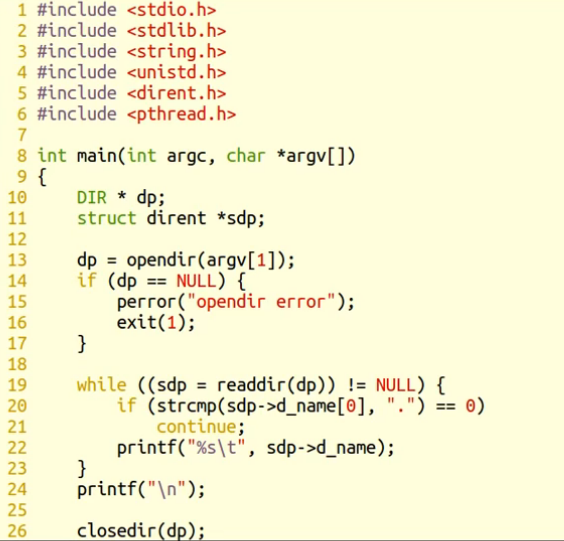 1 #include <stdio.h>
2 #include <stdlib.h>
3 #include <string.h>
4 #include <unistd.h>
5 #include <dirent.h>
6 #include <pthread.h>
7
8 int main(int argc, char *argv[])
9 {
10     DIR * dp;
11     struct dirent *sdp;
12
13     dp = opendir(argv[1]);
14     if (dp == NULL) {
15         perror("opendir error");
16         exit(1);
17     }
18
19     while ((sdp = readdir(dp)) != NULL) {
20         if (strcmp(sdp->d_name[0], ".") == 0)
21             continue;
22         printf("%s\t", sdp->d_name);
23     }
24     printf("\n");
25
26     closedir(dp);